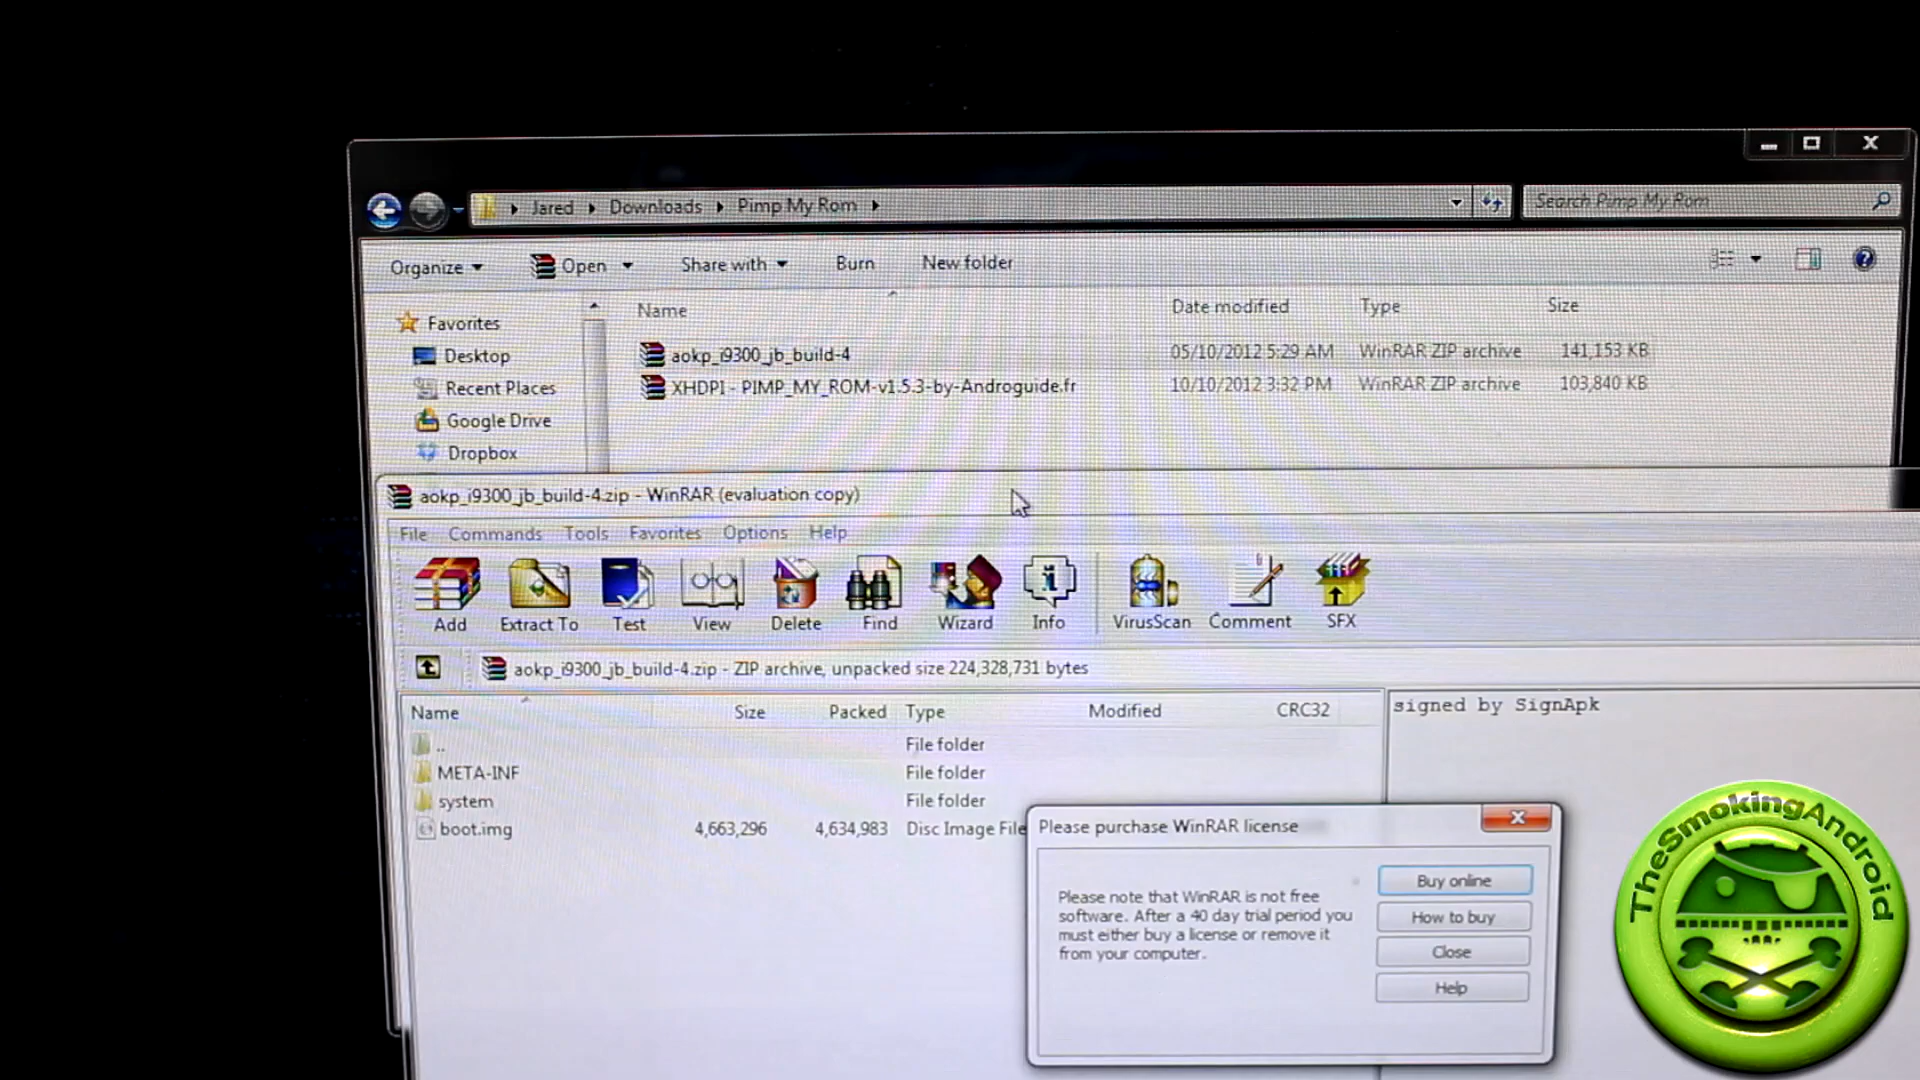 Jared Downloads Pimp My Rom
Search Pimp My Rom
Organize Open Share with Burn New folder
Name Date modified Type Size
Favorites
Desktop
Recent Places
Google Drive
Dropbox
aokp_i9300_jb_build-4 05/10/2012 5:29 AM WinRAR ZIP archive 141,153 KB
XHDPI - PIMP_MY_ROM-v1.5.3-by-Androguide.fr 10/10/2012 3:32 PM WinRAR ZIP archive 103,840 KB
aokp_i9300_jb_build-4.zip - WinRAR (evaluation copy)
File Commands Tools Favorites Options Help
Add Extract To Test View Delete Find Wizard Info VirusScan Comment SFX
aokp_i9300_jb_build-4.zip - ZIP archive, unpacked size 224,328,731 bytes
Name Size Packed Type Modified CRC32
.. File folder
META-INF File folder
system File folder
boot.img 4,663,296 4,634,983 Disc Image File
signed by SignApk
Please purchase WinRAR license
Please note that WinRAR is not free
software. After a 40 day trial period you
must either buy a license or remove it
from your computer.
Buy online
How to buy
Close
Help
TheSmokingAndroid